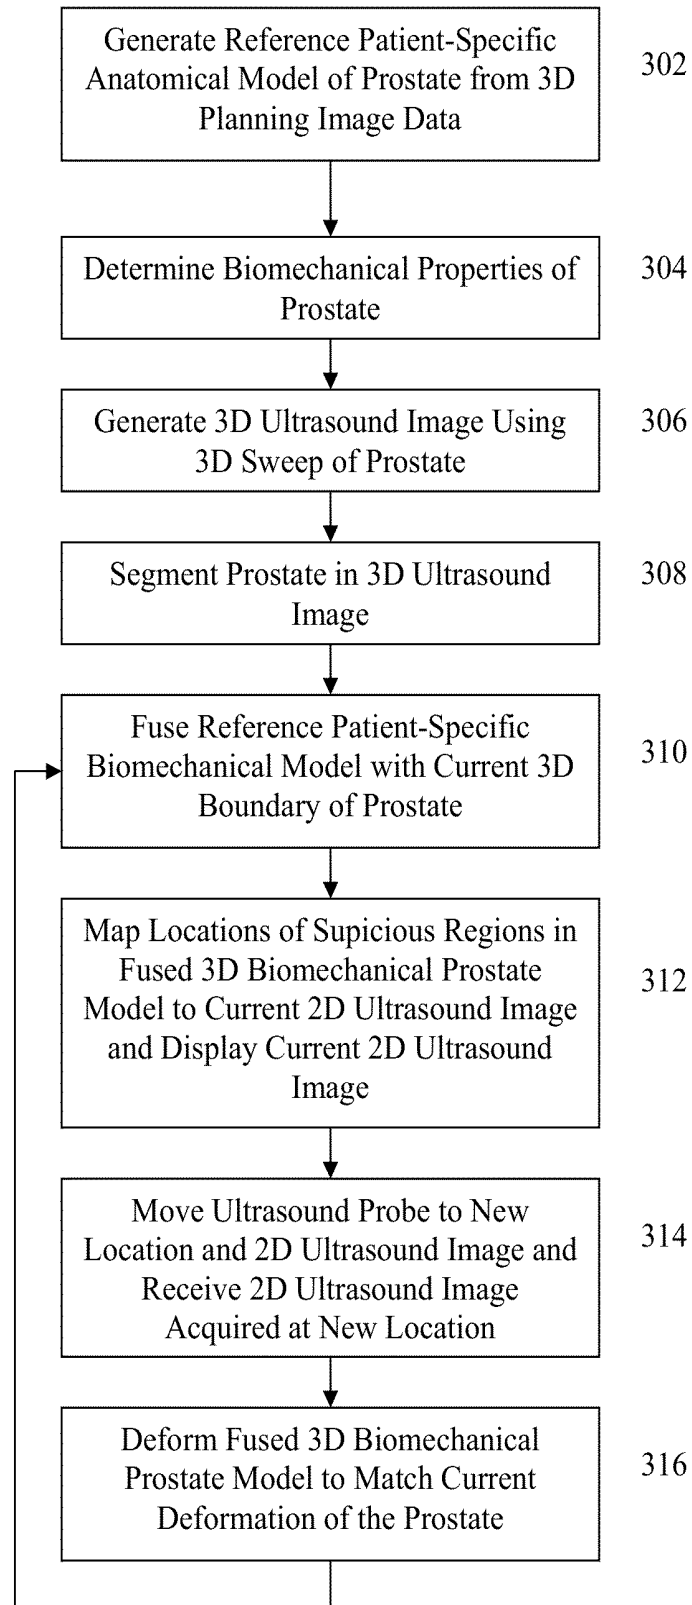 Generate Reference Patient-Specific
Anatomical Model of Prostate from 3D
Planning Image Data
302
Determine Biomechanical Properties of
Prostate
304
Generate 3D Ultrasound Image Using
3D Sweep of Prostate
306
Segment Prostate in 3D Ultrasound
Image
308
Fuse Reference Patient-Specific
Biomechanical Model with Current 3D
Boundary of Prostate
310
Map Locations of Supicious Regions in
Fused 3D Biomechanical Prostate
Model to Current 2D Ultrasound Image
and Display Current 2D Ultrasound
Image
312
Move Ultrasound Probe to New
Location and 2D Ultrasound Image and
Receive 2D Ultrasound Image
Acquired at New Location
314
Deform Fused 3D Biomechanical
Prostate Model to Match Current
Deformation of the Prostate
316